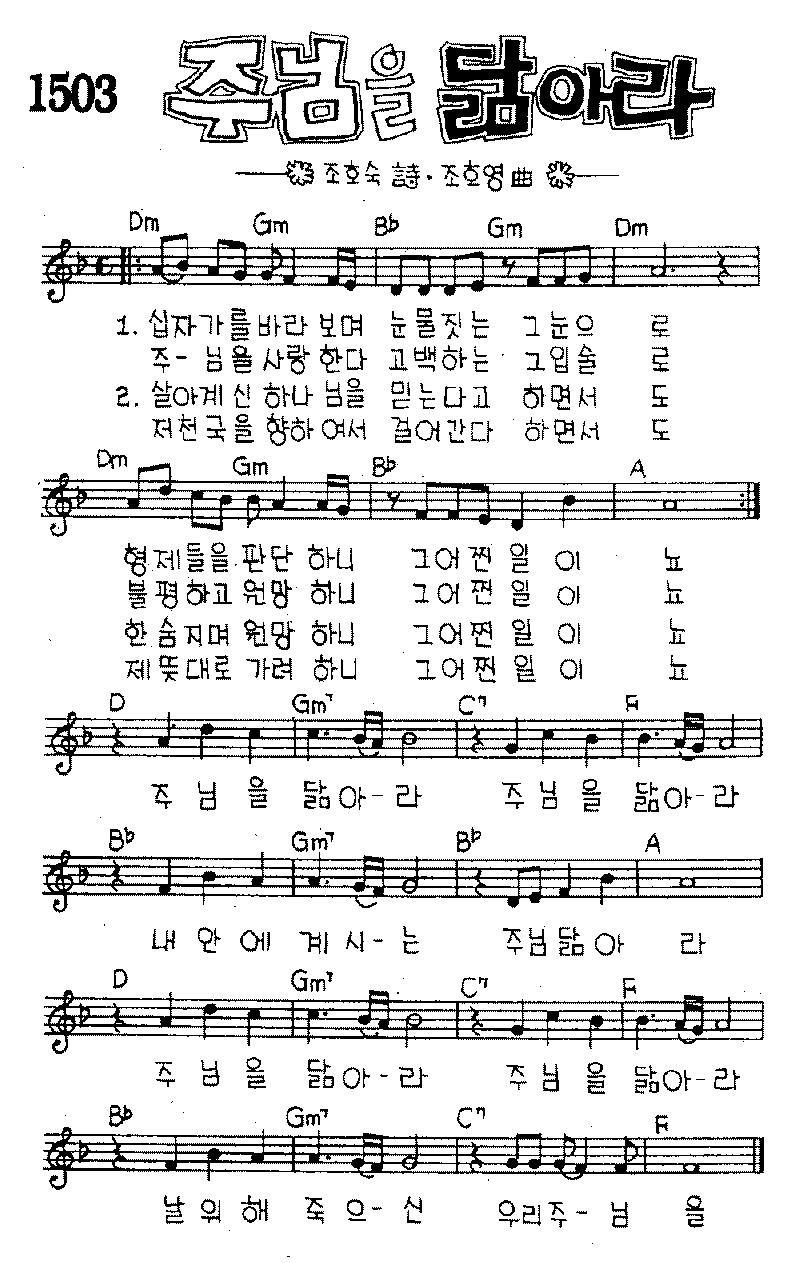 1503 주님을 닮아라
조호숙 詩 · 조호영 曲
Dm Gm B♭ Gm Dm
1. 십자가를바라 보며 눈물짓는 그눈으 로
주- 님을사랑 한다 고백하는 그입술 로
2. 살아계신하나 님을 믿는다고 하면서 도
저천국을향하 여서 걸어간다 하면서 도
Dm Gm B♭ A
형제들을 판단 하니 그어찐 일 이 뇨
불평하고 원망 하니 그어찐 일 이 뇨
한숨지며 원망 하니 그어찐 일 이 뇨
제뜻대로 가려 하니 그어찐 일 이 뇨
D Gm7 C7 F
주 님 을 닮아-라 주 님 을 닮아-라
B♭ Gm7 B♭ A
내 안 에 계 시-는 주님닮아 라
D Gm7 C7 F
주 님 을 닮아-라 주 님 을 닮아-라
B♭ Gm7 C7 F
날 위 해 죽 으-신 우리주- 님 을